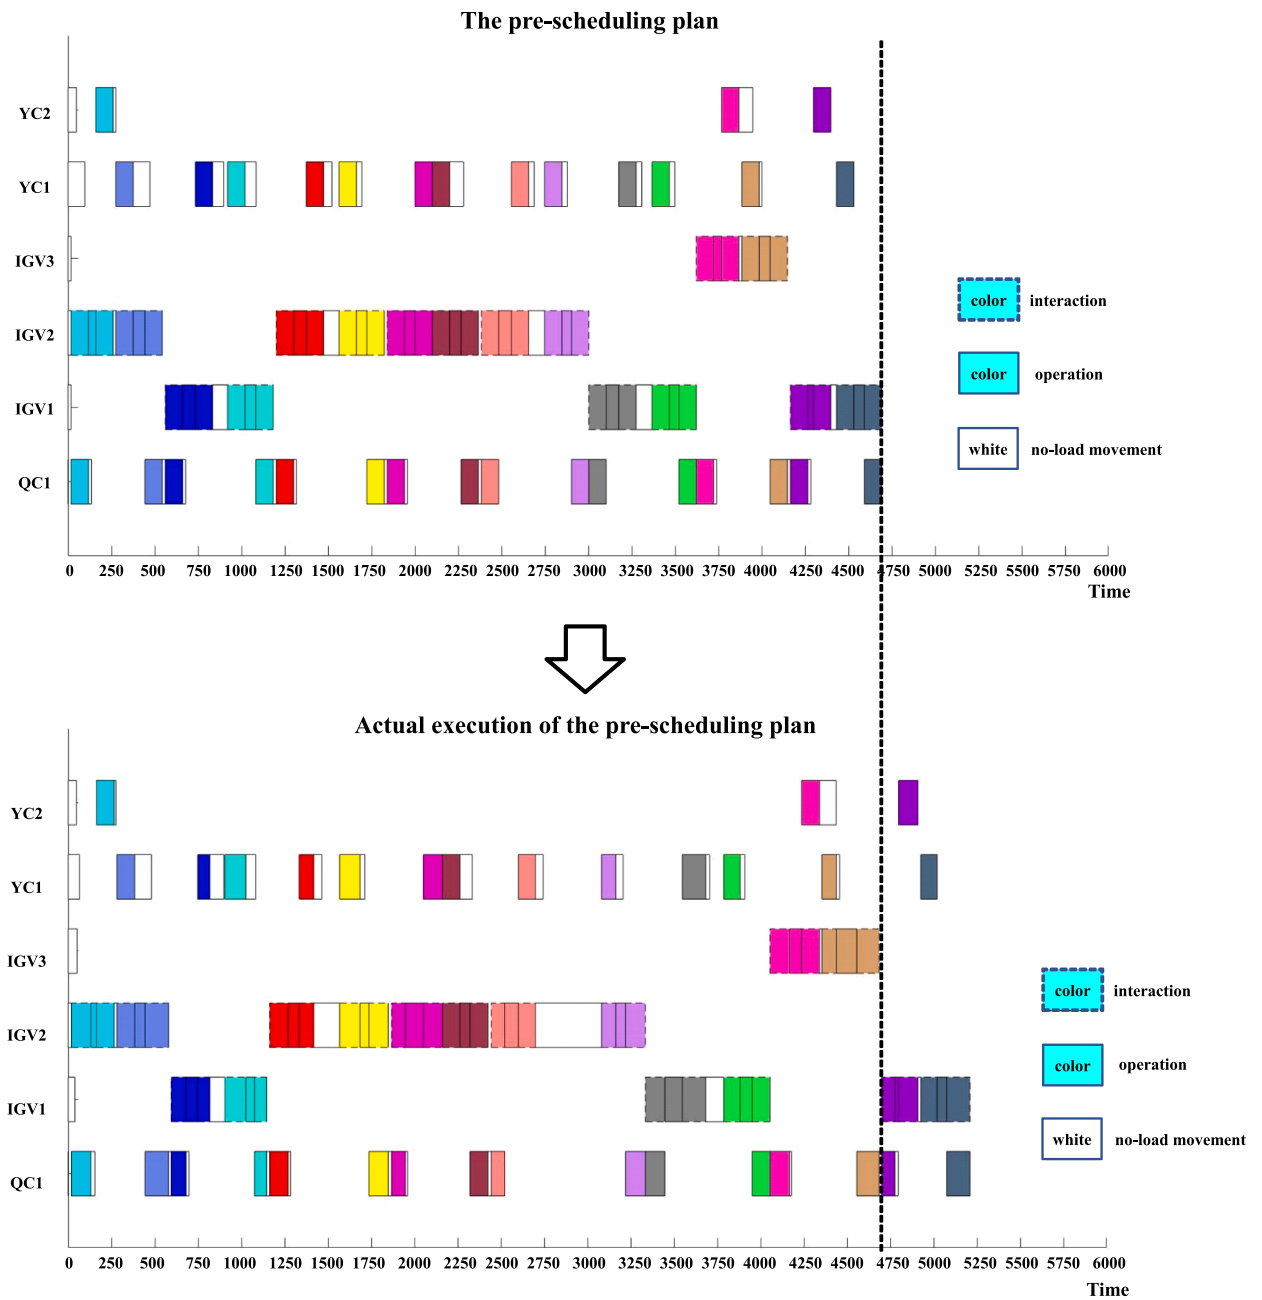 The pre-scheduling plan
YC2
YC1
IGV3
IGV2
IGV1
QC1
color interaction
color operation
white no-load movement
0 250 500 750 1000 1250 1500 1750 2000 2250 2500 2750 3000 3250 3500 3750 4000 4250 4500 4750 5000 5250 5500 5750 6000
Time
Actual execution of the pre-scheduling plan
YC2
YC1
IGV3
IGV2
IGV1
QC1
color interaction
color operation
white no-load movement
0 250 500 750 1000 1250 1500 1750 2000 2250 2500 2750 3000 3250 3500 3750 4000 4250 4500 4750 5000 5250 5500 5750 6000
Time